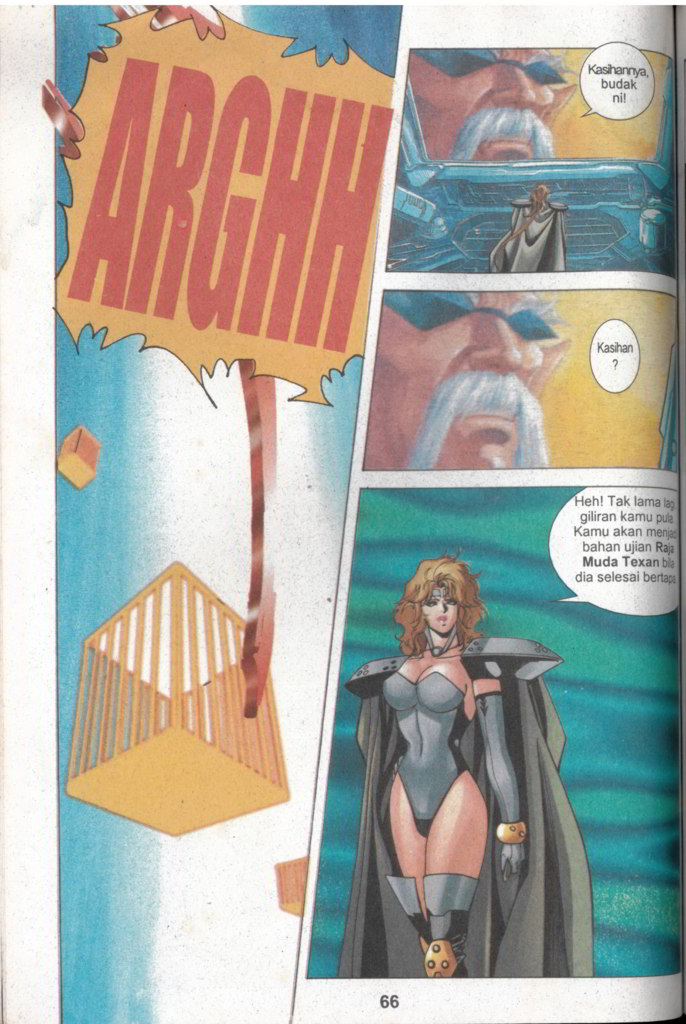 ARGHH
Kasihannya,
budak
ni!
Kasihan
?
Heh! Tak lama lagi
giliran kamu pula.
Kamu akan menjadi
bahan ujian Raja
Muda Texan bila
dia selesai bertapa.
66